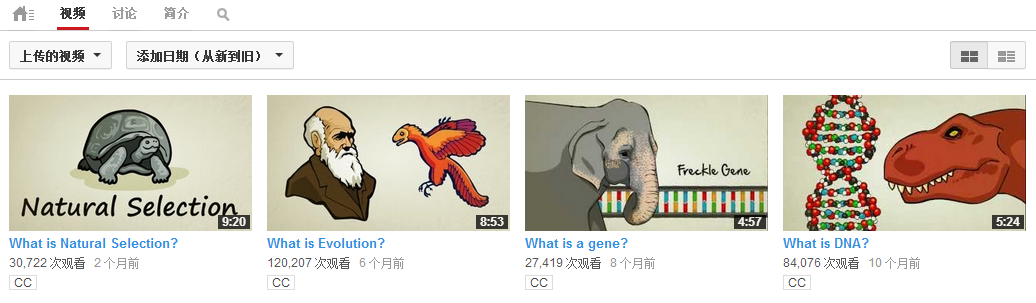 视频 讨论 简介
上传的视频 添加日期（从新到旧）
Natural Selection
9:20
8:53
Freckle Gene
4:57
5:24
What is Natural Selection? What is Evolution? What is a gene? What is DNA?
30,722 次观看 2 个月前 120,207 次观看 6 个月前 27,419 次观看 8 个月前 84,076 次观看 10 个月前
CC CC CC CC